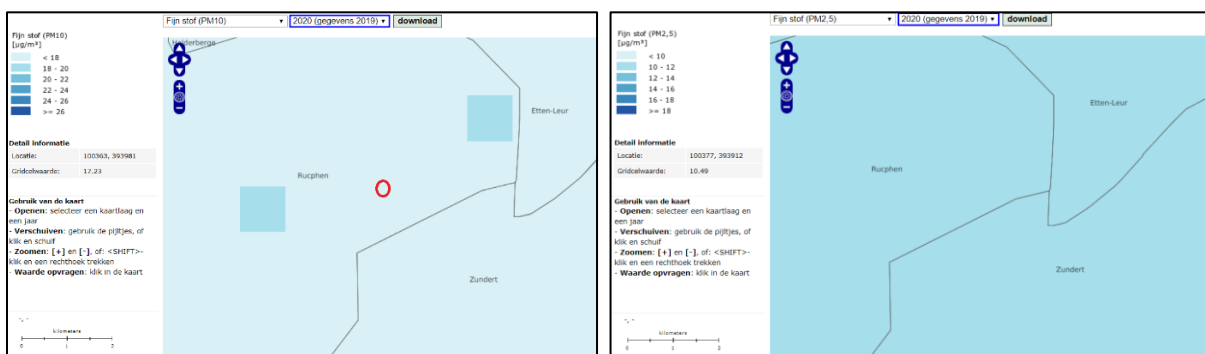 Fijn stof (PM10)
2020 (gegevens 2019)
download
Fijn stof (PM10)
[µg/m³]
< 18
18 - 20
20 - 22
22 - 24
24 - 26
>= 26
Detail informatie
Locatie: 100363, 393981
Gridcelwaarde: 17.23
Gebruik van de kaart
- Openen: selecteer een kaartlaag en
een jaar
- Verschuiven: gebruik de pijltjes, of
klik en schuif
- Zoomen: [+] en [-], of: <SHIFT>-
klik en een rechthoek trekken
- Waarde opvragen: klik in de kaart
-, -
kilometers
0 1 2
Halderberge
Etten-Leur
Rucphen
Zundert
Fijn stof (PM2,5)
2020 (gegevens 2019)
download
Fijn stof (PM2,5)
[µg/m³]
< 10
10 - 12
12 - 14
14 - 16
16 - 18
>= 18
Detail informatie
Locatie: 100377, 393912
Gridcelwaarde: 10.49
Gebruik van de kaart
- Openen: selecteer een kaartlaag en
een jaar
- Verschuiven: gebruik de pijltjes, of
klik en schuif
- Zoomen: [+] en [-], of: <SHIFT>-
klik en een rechthoek trekken
- Waarde opvragen: klik in de kaart
-, -
kilometers
0 1 2
Etten-Leur
Rucphen
Zundert